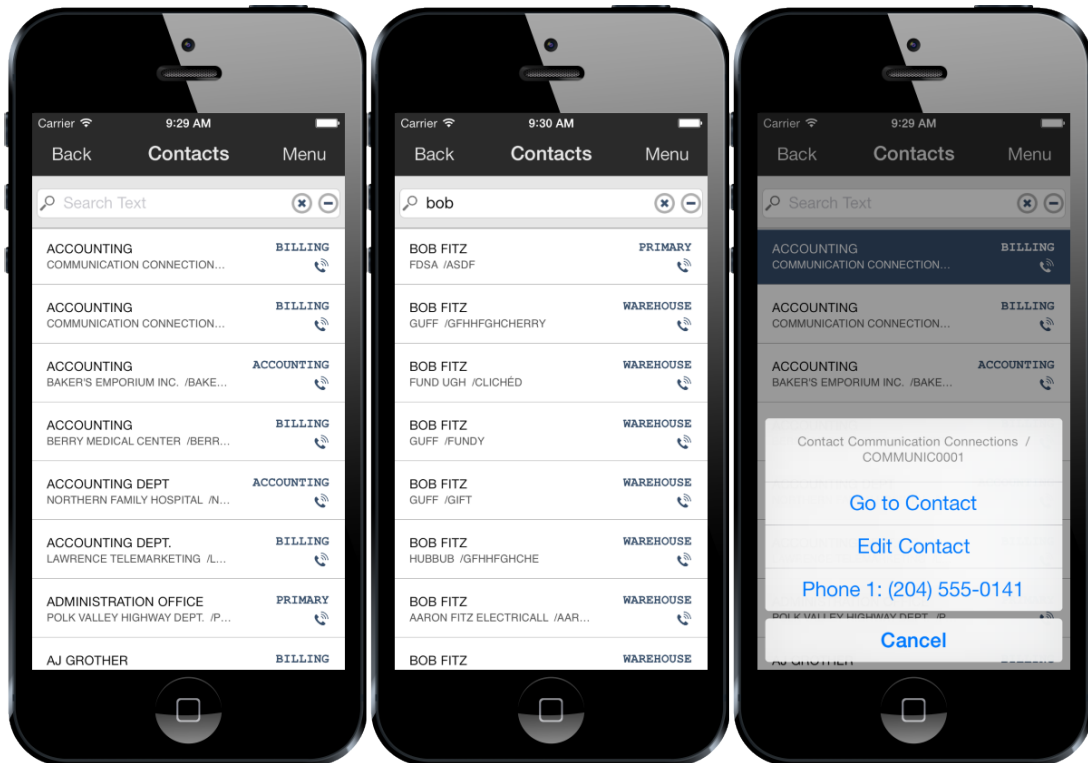 Carrier 9:29 AM
Back Contacts Menu
Search Text
ACCOUNTING BILLING
COMMUNICATION CONNECTION...
ACCOUNTING BILLING
COMMUNICATION CONNECTION...
ACCOUNTING ACCOUNTING
BAKER'S EMPORIUM INC. /BAKE...
ACCOUNTING BILLING
BERRY MEDICAL CENTER /BERR...
ACCOUNTING DEPT ACCOUNTING
NORTHERN FAMILY HOSPITAL /N...
ACCOUNTING DEPT. BILLING
LAWRENCE TELEMARKETING /L...
ADMINISTRATION OFFICE PRIMARY
POLK VALLEY HIGHWAY DEPT. /P...
AJ GROTHER BILLING
Carrier 9:30 AM
Back Contacts Menu
bob
BOB FITZ PRIMARY
FDSA /ASDF
BOB FITZ WAREHOUSE
GUFF /GFHHFGHCHERRY
BOB FITZ WAREHOUSE
FUND UGH /CLICHÉD
BOB FITZ WAREHOUSE
GUFF /FUNDY
BOB FITZ WAREHOUSE
GUFF /GIFT
BOB FITZ WAREHOUSE
HUBBUB /GFHHFGHCHE
BOB FITZ WAREHOUSE
AARON FITZ ELECTRICALL /AAR...
BOB FITZ WAREHOUSE
Carrier 9:29 AM
Back Contacts Menu
Search Text
ACCOUNTING BILLING
COMMUNICATION CONNECTION...
ACCOUNTING BILLING
COMMUNICATION CONNECTION...
ACCOUNTING ACCOUNTING
BAKER'S EMPORIUM INC. /BAKE...
Contact Communication Connections /
COMMUNIC0001
Go to Contact
Edit Contact
Phone 1: (204) 555-0141
POLK VALLEY HIGHWAY DEPT. /P...
Cancel
AJ GROTHER